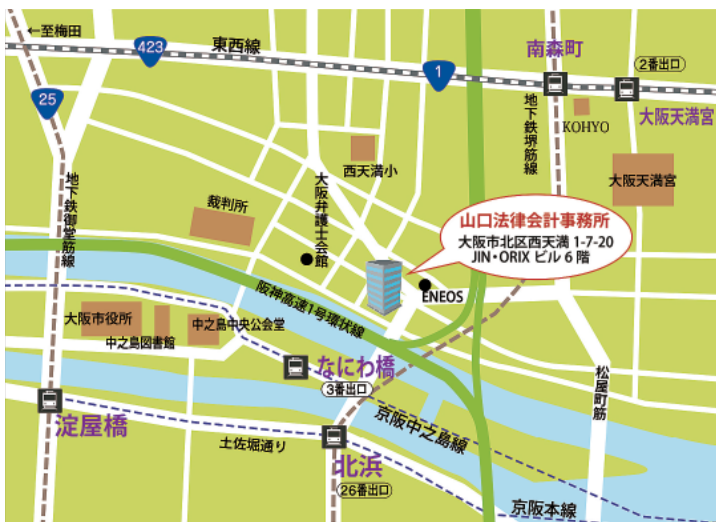 ←至梅田
423
東西線
1
南森町
2番出口
25
大阪天満宮
KOHYO
地下鉄堺筋線
西天満小
大阪弁護士会館
大阪天満宮
地下鉄御堂筋線
裁判所
山口法律会計事務所
大阪市北区西天満 1-7-20
JIN・ORIX ビル 6 階
阪神高速1号環状線
ENEOS
大阪市役所
中之島中央公会堂
中之島図書館
なにわ橋
3番出口
松屋町筋
淀屋橋
京阪中之島線
土佐堀通り
北浜
26番出口
京阪本線